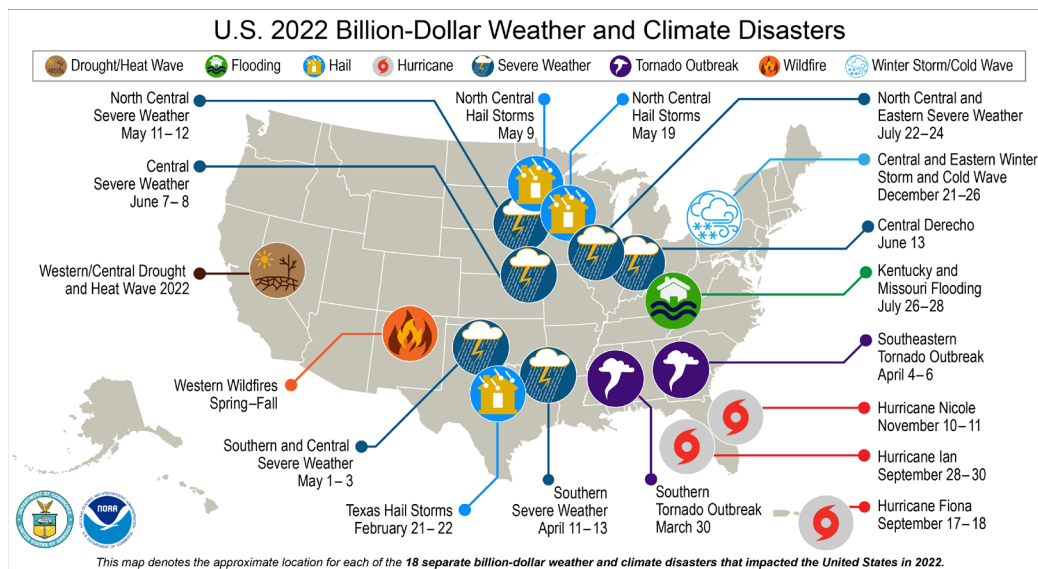 U.S. 2022 Billion-Dollar Weather and Climate Disasters
Drought/Heat Wave Flooding Hail Hurricane Severe Weather Tornado Outbreak Wildfire Winter Storm/Cold Wave
North Central
Severe Weather
May 11–12
North Central
Hail Storms
May 9
North Central
Hail Storms
May 19
North Central and
Eastern Severe Weather
July 22–24
Central
Severe Weather
June 7–8
Central and Eastern Winter
Storm and Cold Wave
December 21–26
Central Derecho
June 13
Western/Central Drought
and Heat Wave 2022
Kentucky and
Missouri Flooding
July 26–28
Southeastern
Tornado Outbreak
April 4–6
Western Wildfires
Spring–Fall
Hurricane Nicole
November 10–11
Southern and Central
Severe Weather
May 1–3
Hurricane Ian
September 28–30
Texas Hail Storms
February 21–22
Southern
Severe Weather
April 11–13
Southern
Tornado Outbreak
March 30
Hurricane Fiona
September 17–18
NOAA
This map denotes the approximate location for each of the 18 separate billion-dollar weather and climate disasters that impacted the United States in 2022.